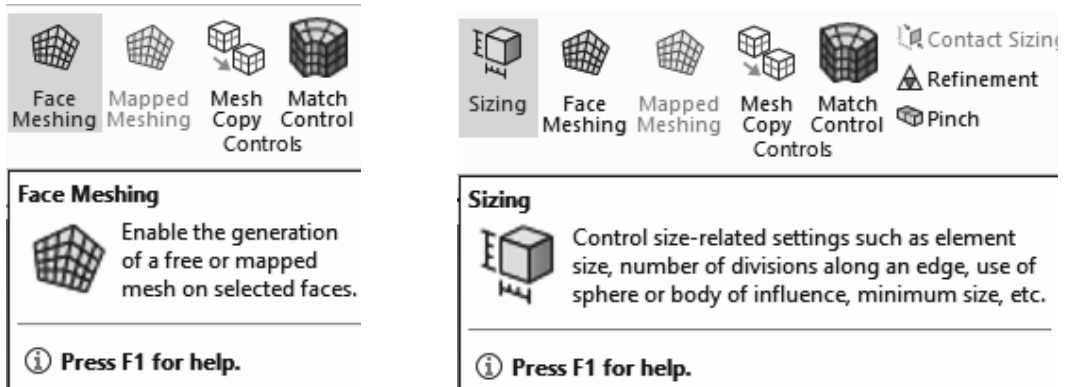 Face Meshing
Mapped Meshing
Mesh Copy
Match Control
Controls
Face Meshing
Enable the generation
of a free or mapped
mesh on selected faces.
Press F1 for help.
Sizing
Face Meshing
Mapped Meshing
Mesh Copy
Match Control
Contact Sizing
Refinement
Pinch
Controls
Sizing
Control size-related settings such as element
size, number of divisions along an edge, use of
sphere or body of influence, minimum size, etc.
Press F1 for help.